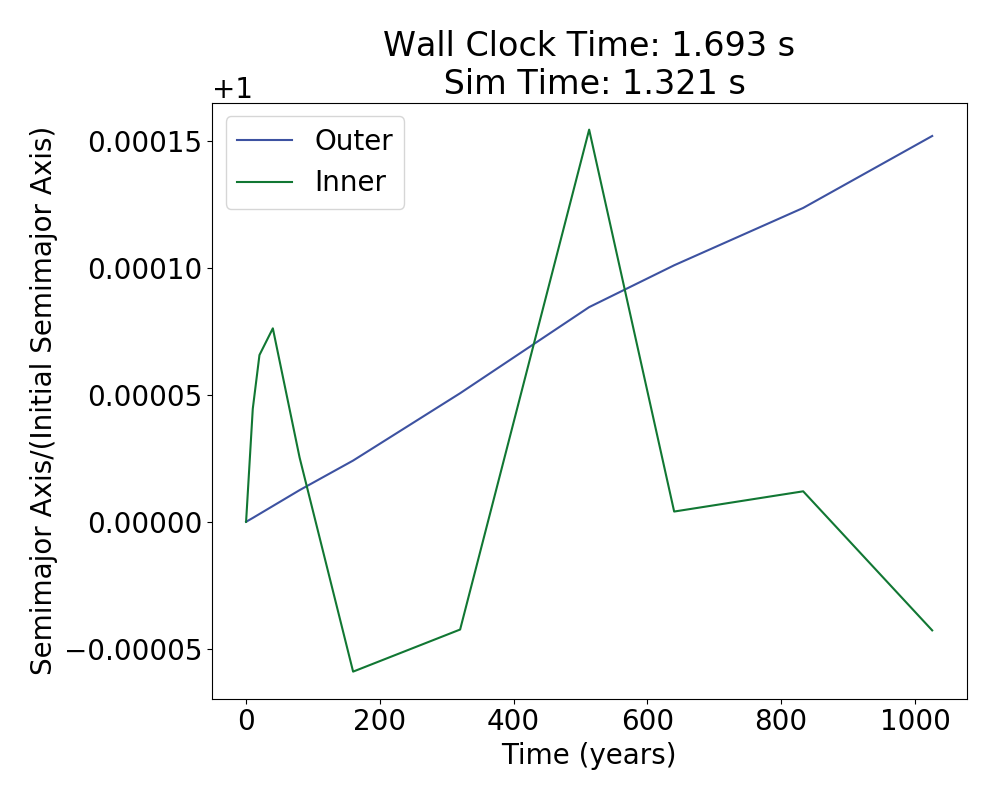 Wall Clock Time: 1.693 s
Sim Time: 1.321 s
+1
Outer
Inner
0.00015
0.00010
0.00005
0.00000
−0.00005
Semimajor Axis/(Initial Semimajor Axis)
0 200 400 600 800 1000
Time (years)